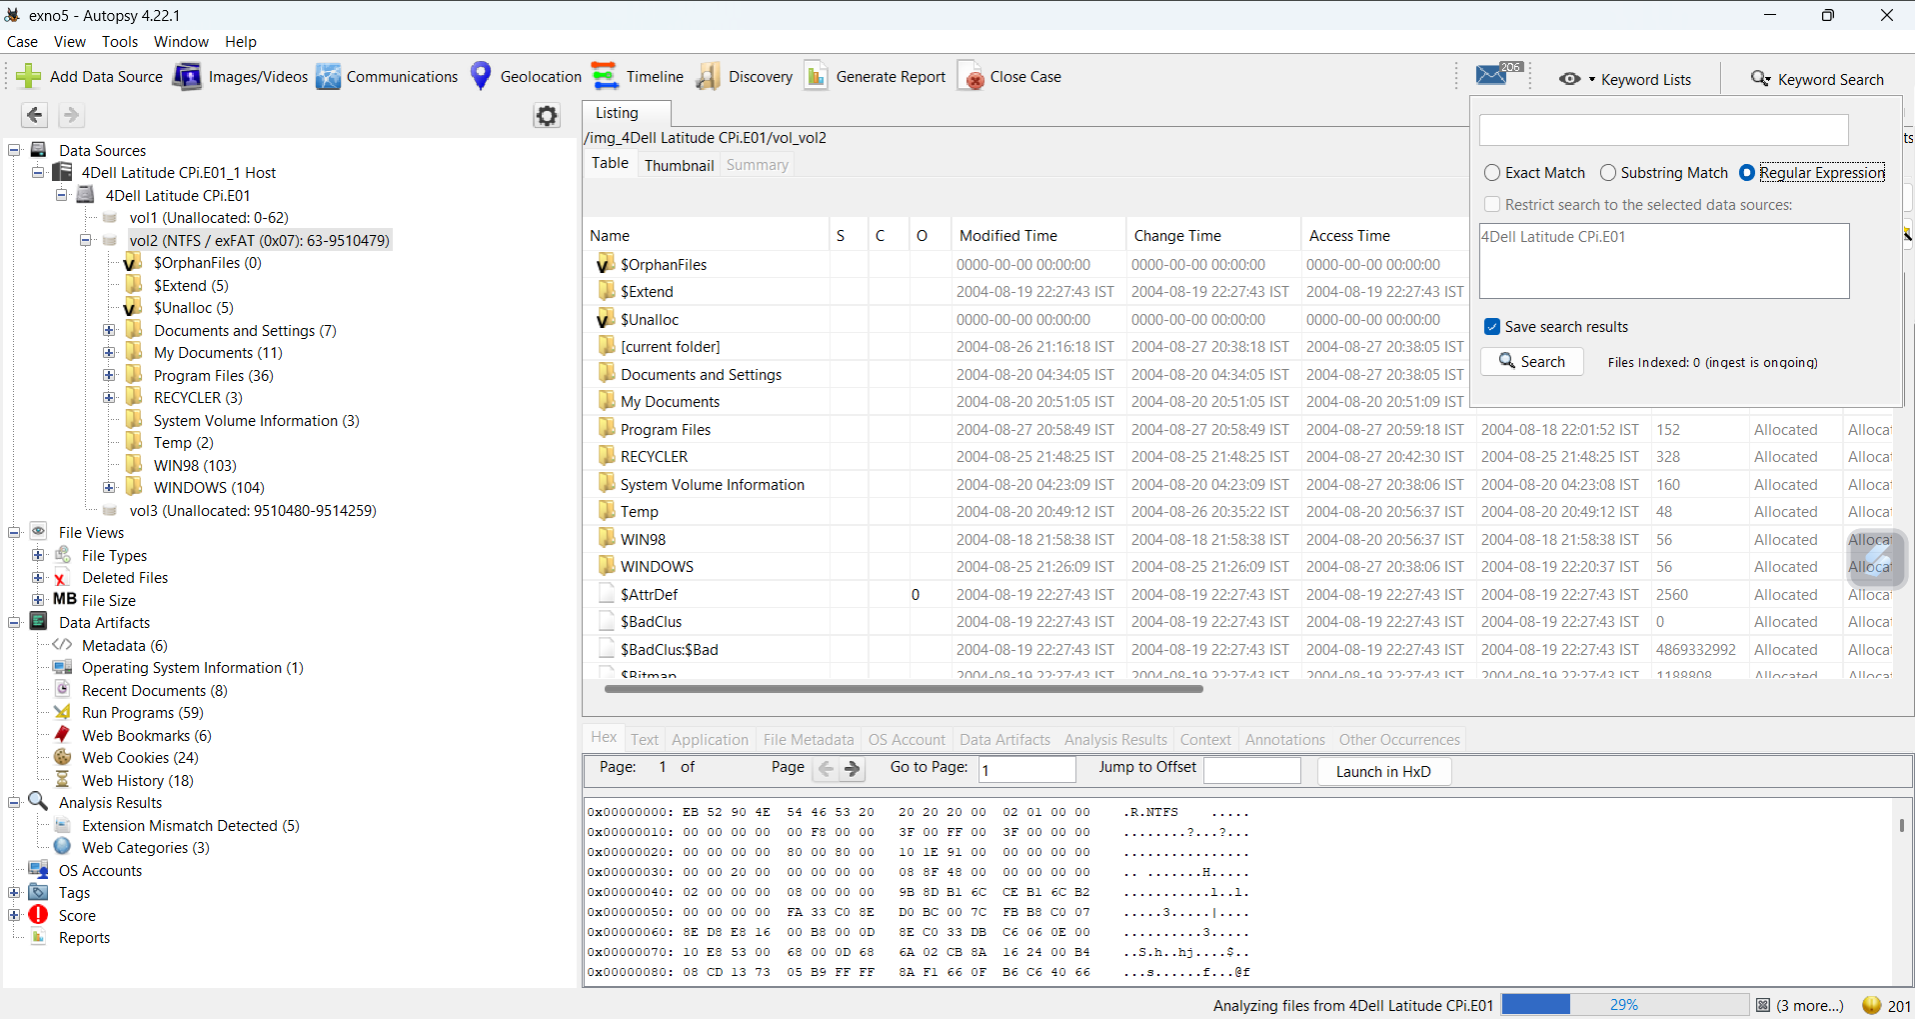 exno5 - Autopsy 4.22.1
Case View Tools Window Help
Add Data Source Images/Videos Communications Geolocation Timeline Discovery Generate Report Close Case 206 Keyword Lists Keyword Search
Data Sources
4Dell Latitude CPi.E01_1 Host
4Dell Latitude CPi.E01
vol1 (Unallocated: 0-62)
vol2 (NTFS / exFAT (0x07): 63-9510479)
$OrphanFiles (0)
$Extend (5)
$Unalloc (5)
Documents and Settings (7)
My Documents (11)
Program Files (36)
RECYCLER (3)
System Volume Information (3)
Temp (2)
WIN98 (103)
WINDOWS (104)
vol3 (Unallocated: 9510480-9514259)
File Views
File Types
Deleted Files
MB File Size
Data Artifacts
Metadata (6)
Operating System Information (1)
Recent Documents (8)
Run Programs (59)
Web Bookmarks (6)
Web Cookies (24)
Web History (18)
Analysis Results
Extension Mismatch Detected (5)
Web Categories (3)
OS Accounts
Tags
Score
Reports
Listing
/img_4Dell Latitude CPi.E01/vol_vol2
Table Thumbnail Summary
Name S C O Modified Time Change Time Access Time
$OrphanFiles 0000-00-00 00:00:00 0000-00-00 00:00:00 0000-00-00 00:00:00
$Extend 2004-08-19 22:27:43 IST 2004-08-19 22:27:43 IST 2004-08-19 22:27:43 IST
$Unalloc 0000-00-00 00:00:00 0000-00-00 00:00:00 0000-00-00 00:00:00
[current folder] 2004-08-26 21:16:18 IST 2004-08-27 20:38:18 IST 2004-08-27 20:38:05 IST
Documents and Settings 2004-08-20 04:34:05 IST 2004-08-20 04:34:05 IST 2004-08-27 20:38:05 IST
My Documents 2004-08-20 20:51:05 IST 2004-08-20 20:51:05 IST 2004-08-20 20:51:09 IST
Program Files 2004-08-27 20:58:49 IST 2004-08-27 20:58:49 IST 2004-08-27 20:59:18 IST 2004-08-18 22:01:52 IST 152 Allocated Allocat
RECYCLER 2004-08-25 21:48:25 IST 2004-08-25 21:48:25 IST 2004-08-27 20:42:30 IST 2004-08-25 21:48:25 IST 328 Allocated Allocat
System Volume Information 2004-08-20 04:23:09 IST 2004-08-20 04:23:09 IST 2004-08-27 20:38:06 IST 2004-08-20 04:23:08 IST 160 Allocated Allocat
Temp 2004-08-20 20:49:12 IST 2004-08-26 20:35:22 IST 2004-08-20 20:56:37 IST 2004-08-20 20:49:12 IST 48 Allocated Allocat
WIN98 2004-08-18 21:58:38 IST 2004-08-18 21:58:38 IST 2004-08-20 20:56:37 IST 2004-08-18 21:58:38 IST 56 Allocated Allocat
WINDOWS 2004-08-25 21:26:09 IST 2004-08-25 21:26:09 IST 2004-08-27 20:38:06 IST 2004-08-19 22:20:37 IST 56 Allocated Allocat
$AttrDef 0 2004-08-19 22:27:43 IST 2004-08-19 22:27:43 IST 2004-08-19 22:27:43 IST 2004-08-19 22:27:43 IST 2560 Allocated Allocat
$BadClus 2004-08-19 22:27:43 IST 2004-08-19 22:27:43 IST 2004-08-19 22:27:43 IST 2004-08-19 22:27:43 IST 0 Allocated Allocat
$BadClus:$Bad 2004-08-19 22:27:43 IST 2004-08-19 22:27:43 IST 2004-08-19 22:27:43 IST 2004-08-19 22:27:43 IST 4869332992 Allocated Allocat
$Bitmap 2004-08-19 22:27:43 IST 2004-08-19 22:27:43 IST 2004-08-19 22:27:43 IST 2004-08-19 22:27:43 IST 1188808 Allocated Allocat
Exact Match Substring Match Regular Expression
Restrict search to the selected data sources:
4Dell Latitude CPi.E01
Save search results
Search Files Indexed: 0 (ingest is ongoing)
Hex Text Application File Metadata OS Account Data Artifacts Analysis Results Context Annotations Other Occurrences
Page: 1 of Page Go to Page: 1 Jump to Offset Launch in HxD
0x00000000: EB 52 90 4E 54 46 53 20 20 20 20 00 02 01 00 00 .R.NTFS .....
0x00000010: 00 00 00 00 00 F8 00 00 3F 00 FF 00 3F 00 00 00 ........?...?...
0x00000020: 00 00 00 00 80 00 80 00 10 1E 91 00 00 00 00 00 ................
0x00000030: 00 00 20 00 00 00 00 00 08 8F 48 00 00 00 00 00 .. .......H.....
0x00000040: 02 00 00 00 08 00 00 00 9B 8D B1 6C CE B1 6C B2 ...........l..l.
0x00000050: 00 00 00 00 FA 33 C0 8E D0 BC 00 7C FB B8 C0 07 .....3.....|....
0x00000060: 8E D8 E8 16 00 B8 00 0D 8E C0 33 DB C6 06 0E 00 ..........3.....
0x00000070: 10 E8 53 00 68 00 0D 68 6A 02 CB 8A 16 24 00 B4 ..S.h..hj....$..
0x00000080: 08 CD 13 73 05 B9 FF FF 8A F1 66 0F B6 C6 40 66 ...s......f...@f
Analyzing files from 4Dell Latitude CPi.E01 29% (3 more...) 201